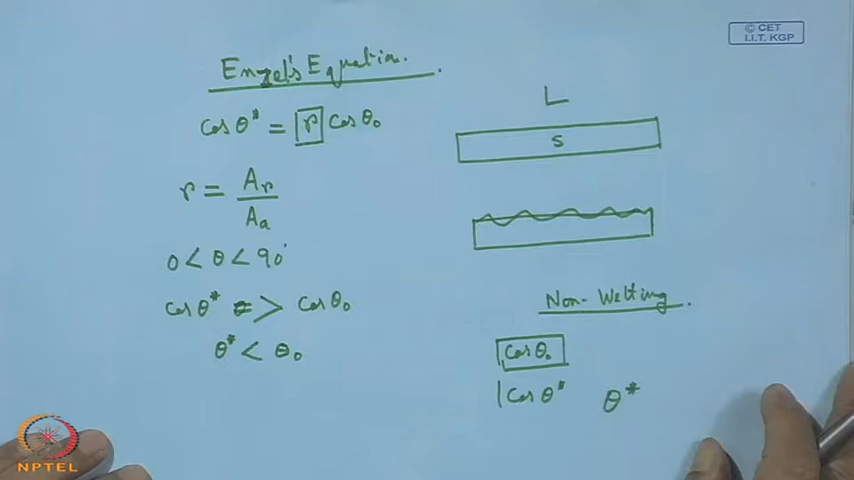 © CET
I.I.T. KGP
Engel's Equation.
cos θ* = r cos θ₀
r = Aᵣ / Aₐ
0 < θ < 90°
cos θ* > cos θ₀
θ* < θ₀
L
S
Non-Wetting
cos θ₀
|cos θ* θ*
NPTEL